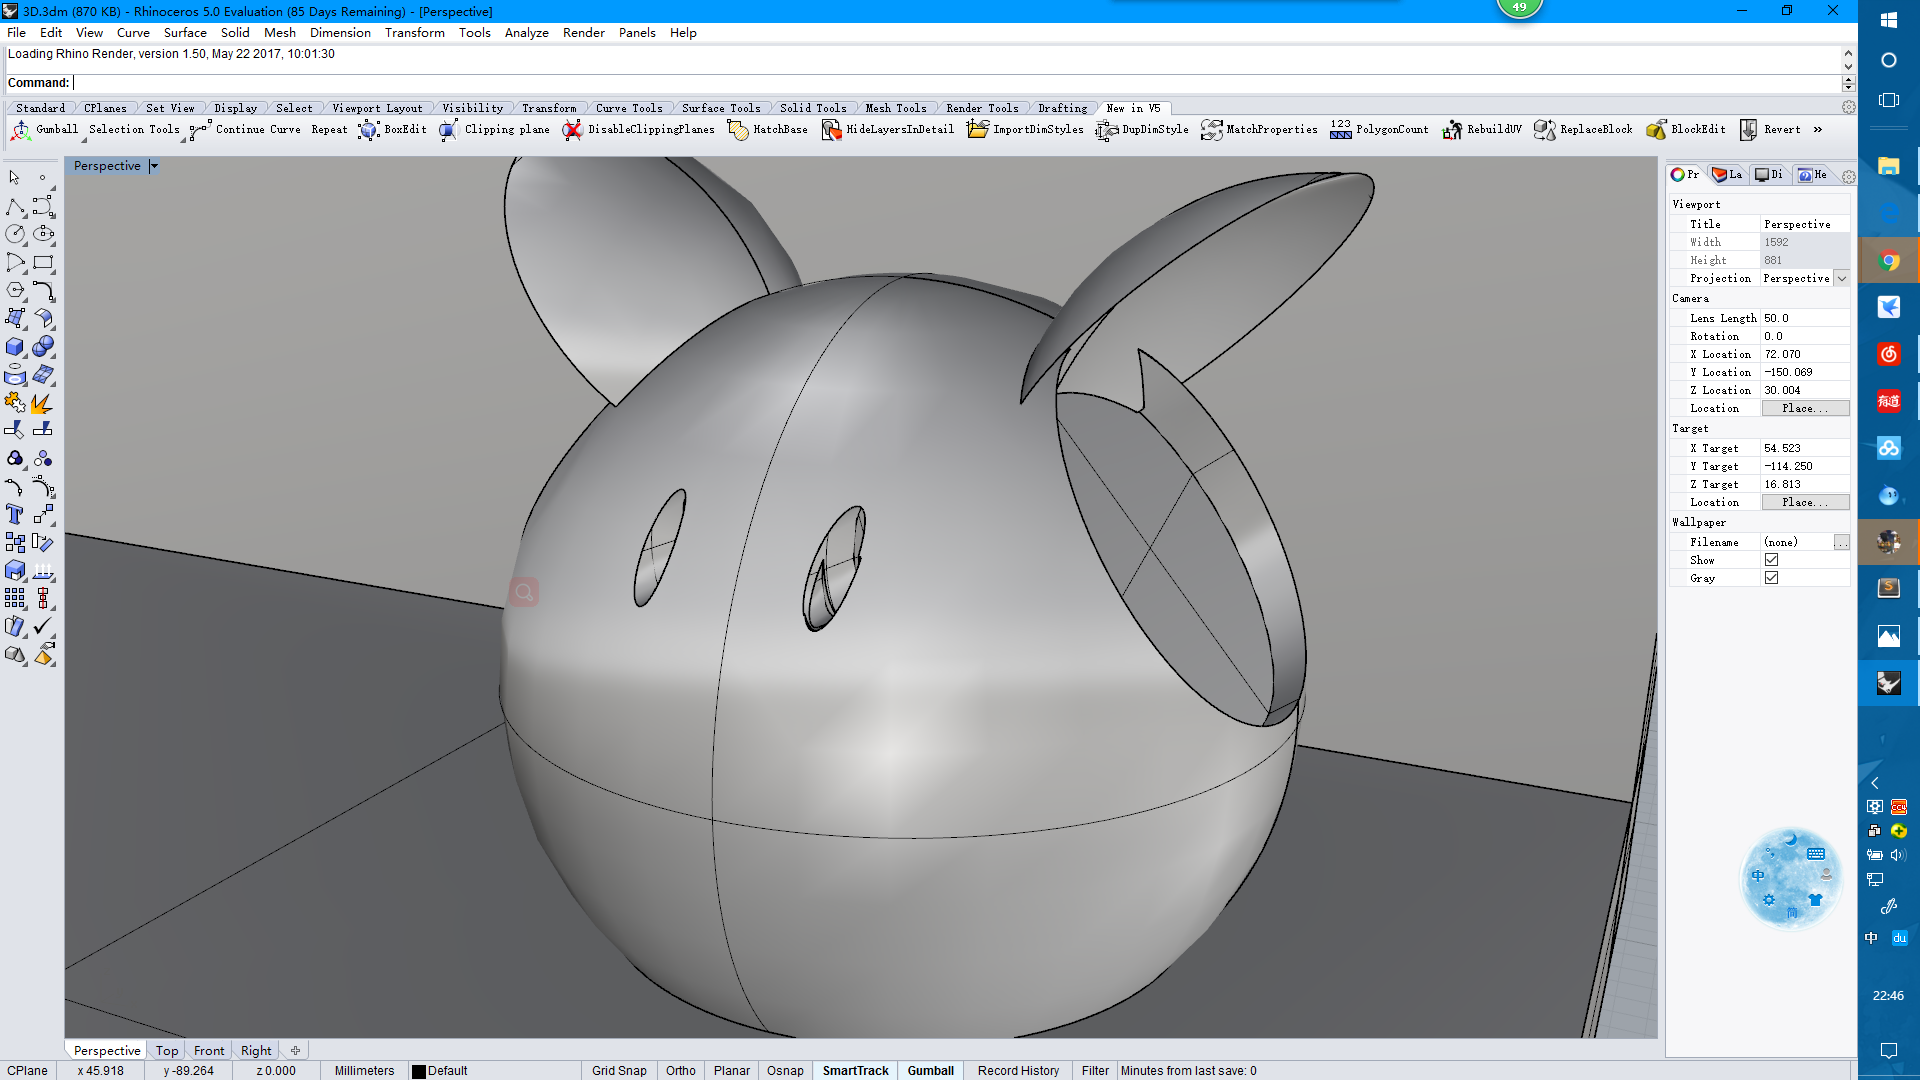 3D.3dm (870 KB) - Rhinoceros 5.0 Evaluation (85 Days Remaining) - [Perspective]
49
File Edit View Curve Surface Solid Mesh Dimension Transform Tools Analyze Render Panels Help
Loading Rhino Render, version 1.50, May 22 2017, 10:01:30
Command:
Standard CPlanes Set View Display Select Viewport Layout Visibility Transform Curve Tools Surface Tools Solid Tools Mesh Tools Render Tools Drafting New in V5
Gumball Selection Tools Continue Curve Repeat BoxEdit Clipping plane DisableClippingPlanes HatchBase HideLayersInDetail ImportDimStyles DupDimStyle MatchProperties 123 PolygonCount RebuildUV ReplaceBlock BlockEdit Revert »
Perspective
Pr La Di He
Viewport
Title Perspective
Width 1592
Height 881
Projection Perspective
Camera
Lens Length 50.0
Rotation 0.0
X Location 72.070
Y Location -150.069
Z Location 30.004
Location Place...
Target
X Target 54.523
Y Target -114.250
Z Target 16.813
Location Place...
Wallpaper
Filename (none) ...
Show
Gray
有道
中
简
中 du
22:46
Perspective Top Front Right
CPlane x 45.918 y -89.264 z 0.000 Millimeters Default Grid Snap Ortho Planar Osnap SmartTrack Gumball Record History Filter Minutes from last save: 0